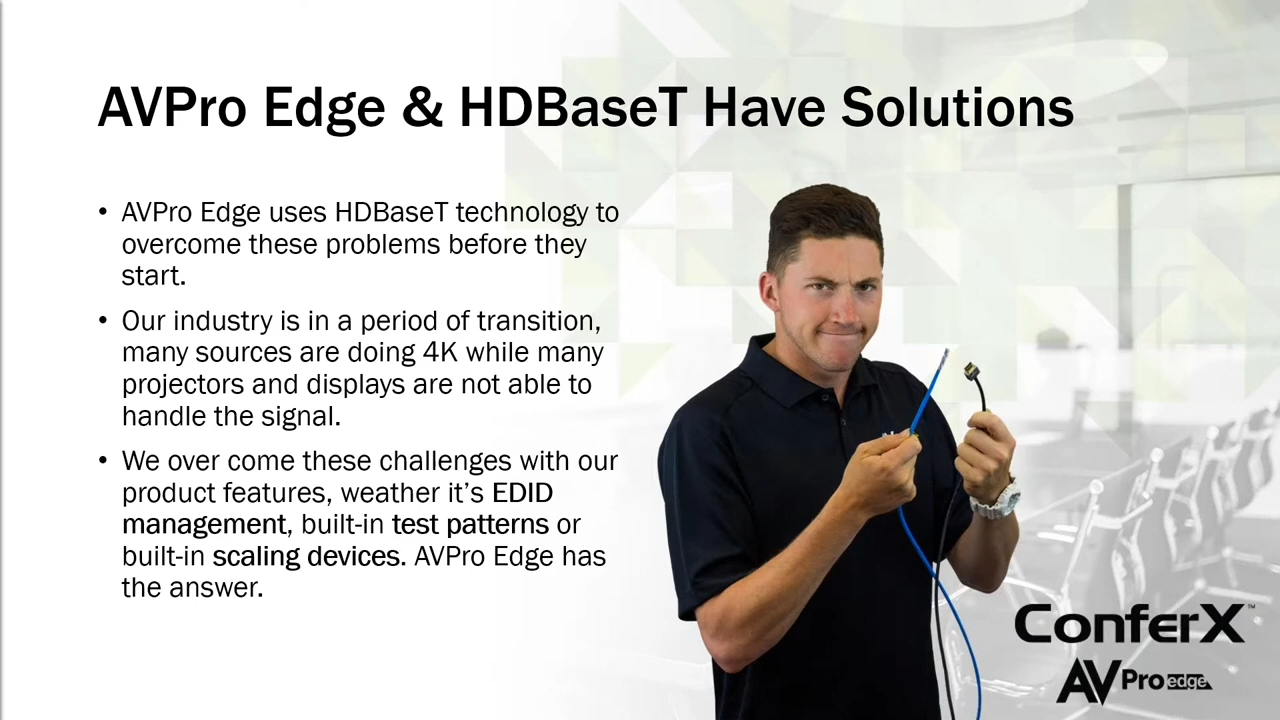 AVPro Edge & HDBaseT Have Solutions
• AVPro Edge uses HDBaseT technology to
overcome these problems before they
start.
• Our industry is in a period of transition,
many sources are doing 4K while many
projectors and displays are not able to
handle the signal.
• We over come these challenges with our
product features, weather it’s EDID
management, built-in test patterns or
built-in scaling devices. AVPro Edge has
the answer.
ConferX™
AVPro edge